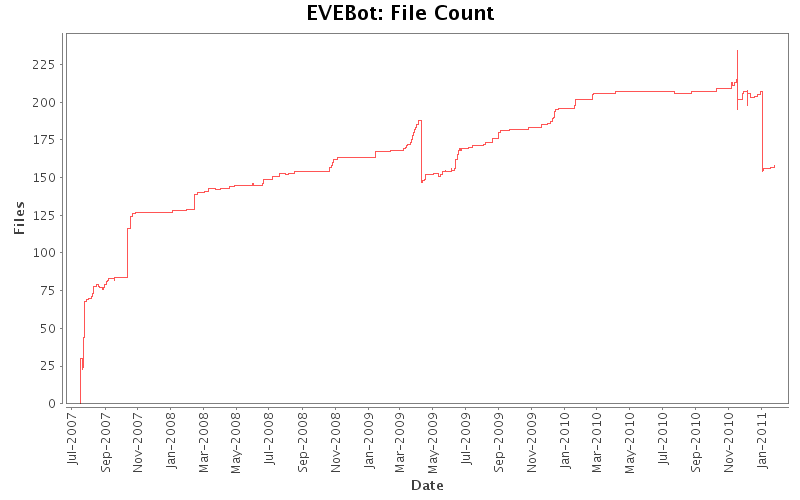 EVEBot: File Count
Files
225
200
175
150
125
100
75
50
25
0
Jul-2007
Sep-2007
Nov-2007
Jan-2008
Mar-2008
May-2008
Jul-2008
Sep-2008
Nov-2008
Jan-2009
Mar-2009
May-2009
Jul-2009
Sep-2009
Nov-2009
Jan-2010
Mar-2010
May-2010
Jul-2010
Sep-2010
Nov-2010
Jan-2011
Date